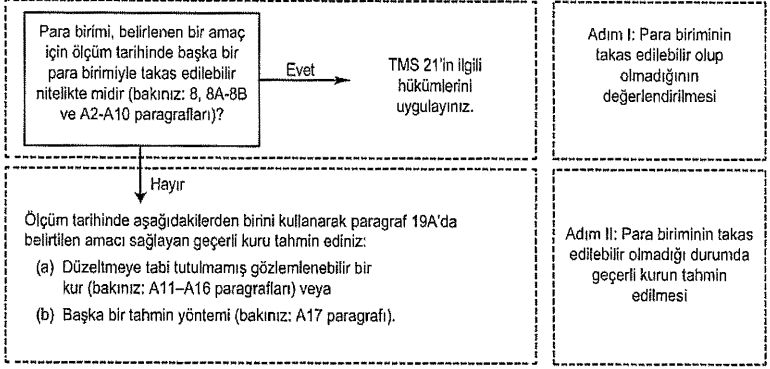 Para birimi, belirlenen bir amaç
için ölçüm tarihinde başka bir
para birimiyle takas edilebilir
nitelikte midir (bakınız: 8, 8A-8B
ve A2-A10 paragrafları)?
Evet
TMS 21'in ilgili
hükümlerini
uygulayınız.
Adım I: Para biriminin
takas edilebilir olup
olmadığının
değerlendirilmesi
Hayır
Ölçüm tarihinde aşağıdakilerden birini kullanarak paragraf 19A'da
belirtilen amacı sağlayan geçerli kuru tahmin ediniz:
(a) Düzeltmeye tabi tutulmamış gözlemlenebilir bir
kur (bakınız: A11–A16 paragrafları) veya
(b) Başka bir tahmin yöntemi (bakınız: A17 paragrafı).
Adım II: Para biriminin takas
edilebilir olmadığı durumda
geçerli kurun tahmin
edilmesi